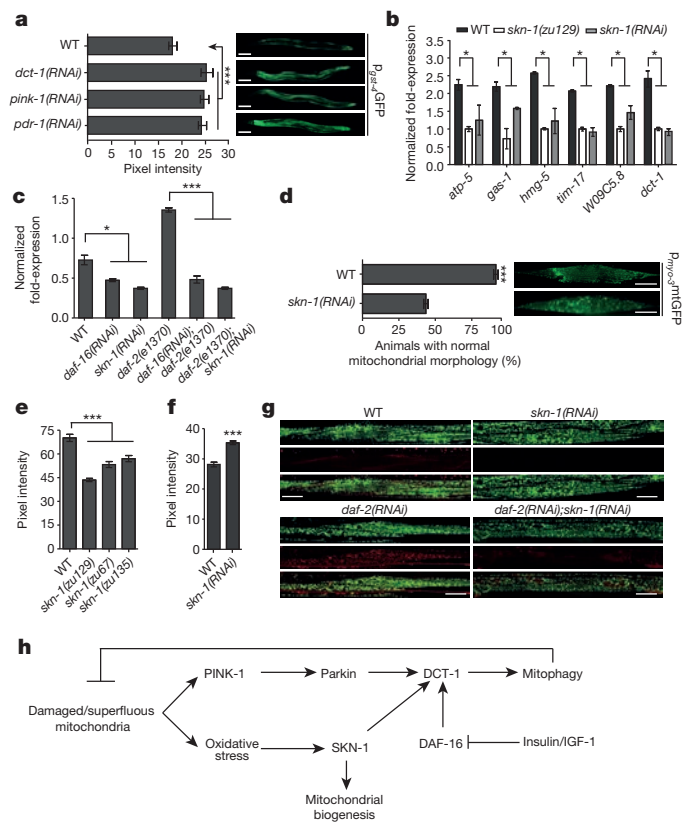 a
WT
dct-1(RNAi)
pink-1(RNAi)
pdr-1(RNAi)
***
0 5 10 15 20 25 30
Pixel intensity
pgst-4GFP
b
WT skn-1(zu129) skn-1(RNAi)
Normalized fold-expression
3.5
3.0
2.5
2.0
1.5
1.0
0.5
0.0
* * * * * *
atp-5 gas-1 hmg-5 tim-17 W09C5.8 dct-1
c
Normalized
fold-expression
1.5
1.0
0.5
0.0
* ***
WT
daf-16(RNAi)
skn-1(RNAi)
daf-2(e1370)
daf-16(RNAi);
daf-2(e1370)
daf-2(e1370);
skn-1(RNAi)
d
WT
skn-1(RNAi)
***
0 25 50 75 100
Animals with normal
mitochondrial morphology (%)
pmyo-3mtGFP
e
Pixel intensity
75
60
45
30
15
0
***
WT
skn-1(zu129)
skn-1(zu67)
skn-1(zu135)
f
Pixel intensity
40
30
20
10
0
***
WT
skn-1(RNAi)
g
WT skn-1(RNAi)
daf-2(RNAi) daf-2(RNAi);skn-1(RNAi)
h
PINK-1 Parkin DCT-1 Mitophagy
Damaged/superfluous
mitochondria
Oxidative
stress
SKN-1 DAF-16 Insulin/IGF-1
Mitochondrial
biogenesis